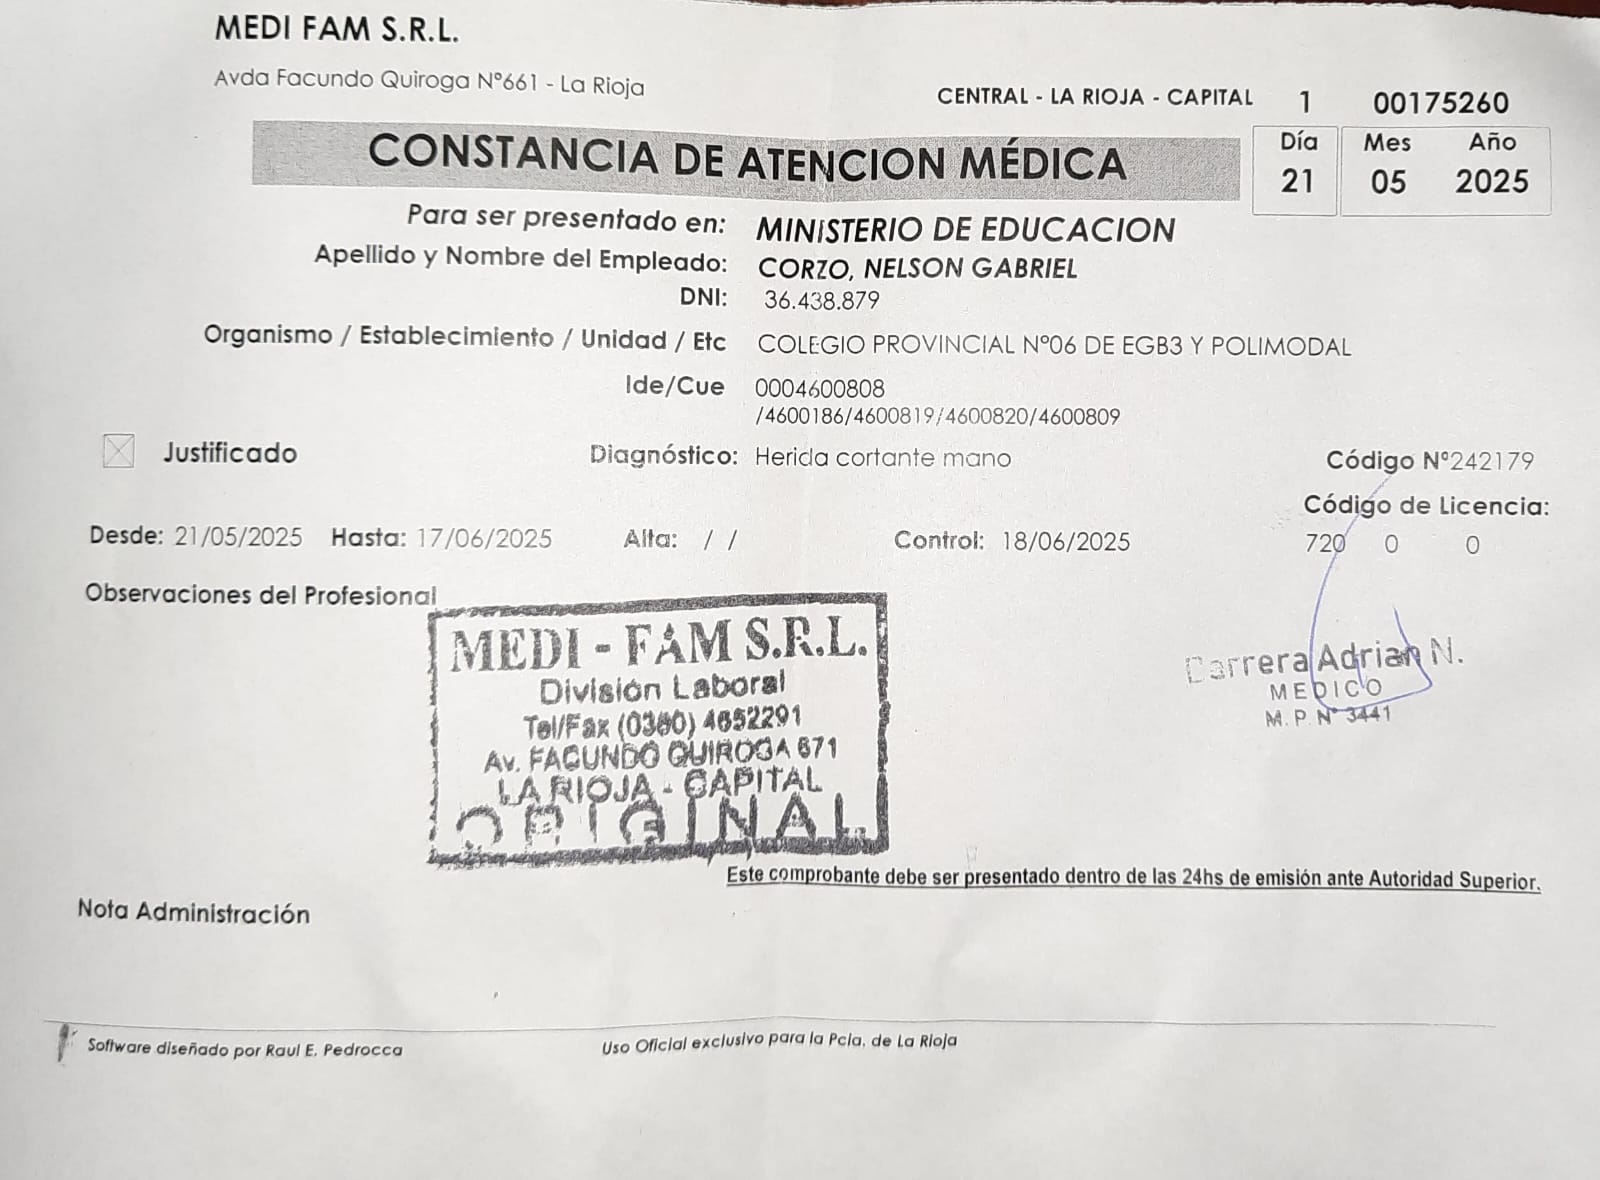 MEDI FAM S.R.L.
Avda Facundo Quiroga Nº661 - La Rioja
CENTRAL - LA RIOJA - CAPITAL 1 00175260
CONSTANCIA DE ATENCION MÉDICA
Día Mes Año
21 05 2025
Para ser presentado en: MINISTERIO DE EDUCACION
Apellido y Nombre del Empleado: CORZO, NELSON GABRIEL
DNI: 36.438.879
Organismo / Establecimiento / Unidad / Etc COLEGIO PROVINCIAL Nº06 DE EGB3 Y POLIMODAL
Ide/Cue 0004600808
/4600186/4600819/4600820/4600809
Justificado Diagnóstico: Herida cortante mano Código Nº242179
Código de Licencia:
Desde: 21/05/2025 Hasta: 17/06/2025 Alta: / / Control: 18/06/2025 720 0 0
Observaciones del Profesional
MEDI - FAM S.R.L.
División Laboral
Tel/Fax (0380) 4652291
Av. FACUNDO QUIROGA 671
LA RIOJA - CAPITAL
ORIGINAL
Carrera Adrian N.
MEDICO
M.P. Nº 3441
Este comprobante debe ser presentado dentro de las 24hs de emisión ante Autoridad Superior.
Nota Administración
Software diseñado por Raul E. Pedrocca Uso Oficial exclusivo para la Pcia. de La Rioja